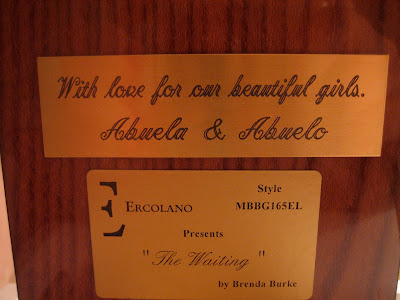 With love for our beautiful girls.
Abuela & Abuelo
E ERCOLANO
Style
MBBG165EL
Presents
"The Waiting"
by Brenda Burke